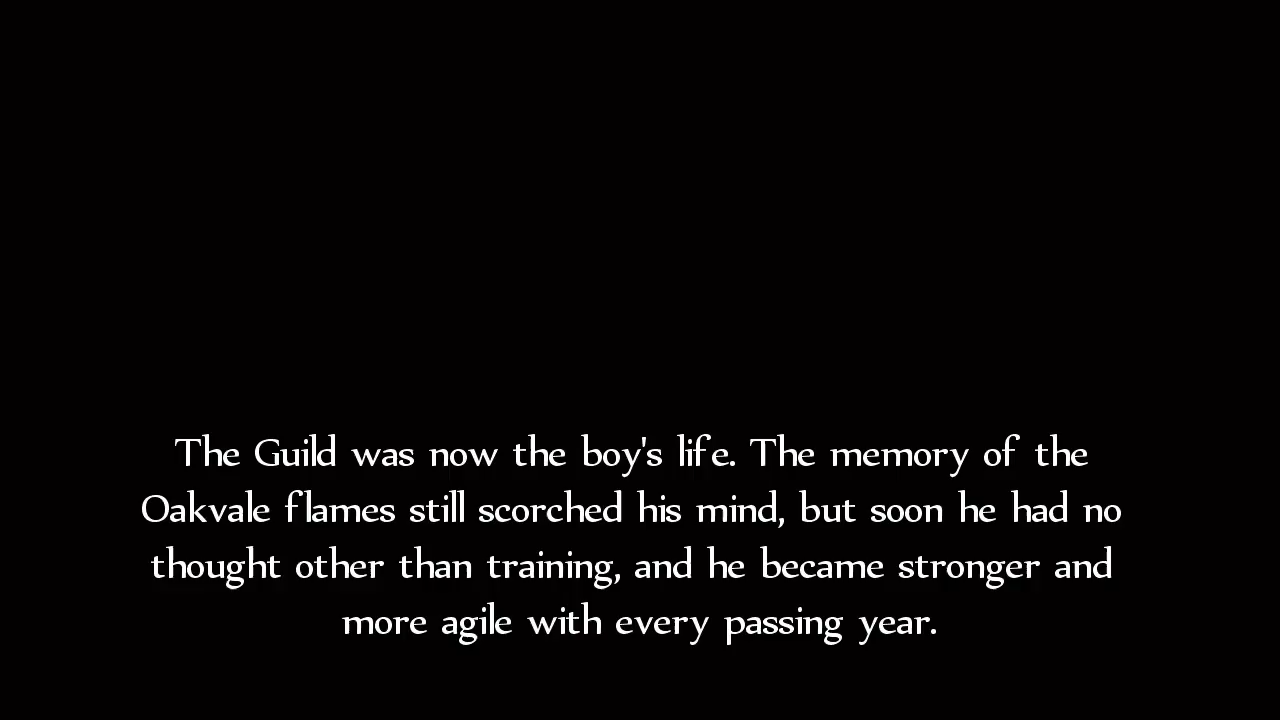 The Guild was now the boy's life. The memory of the
Oakvale flames still scorched his mind, but soon he had no
thought other than training, and he became stronger and
more agile with every passing year.